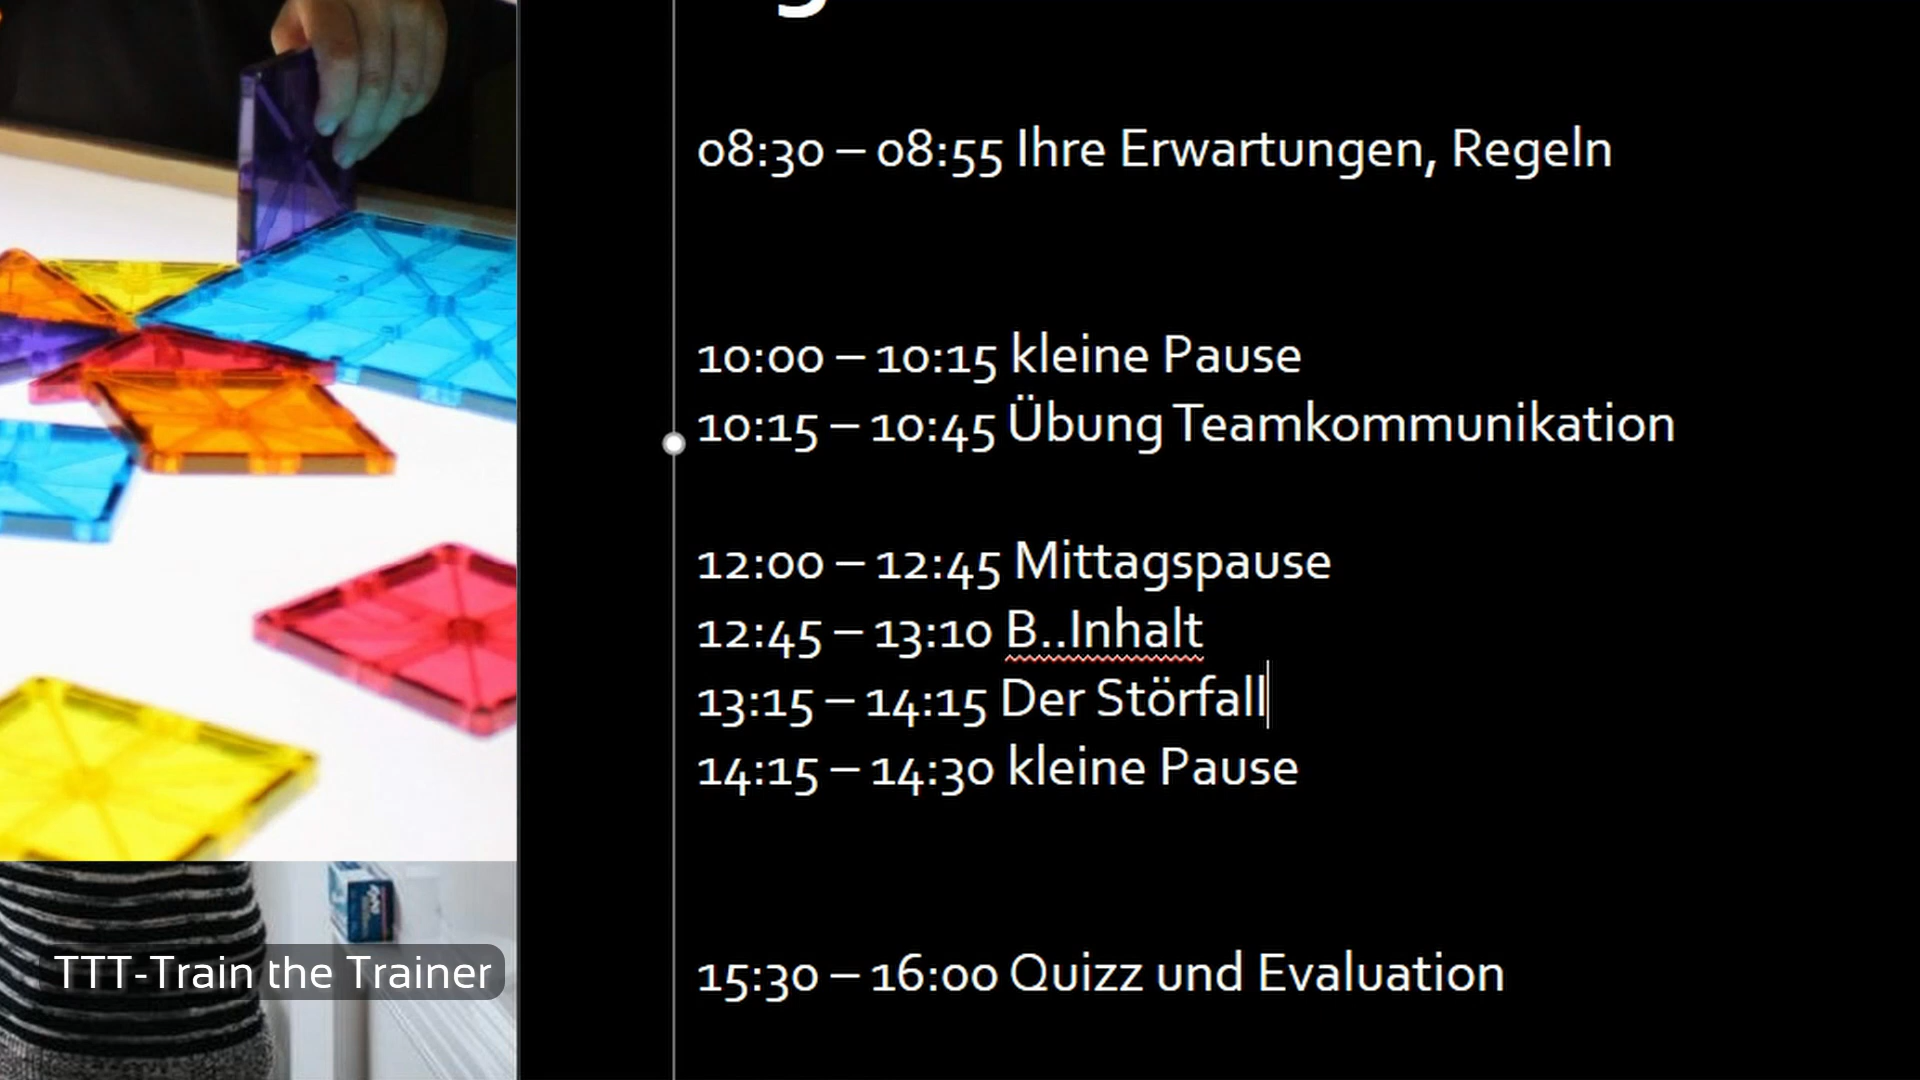 08:30 – 08:55 Ihre Erwartungen, Regeln
10:00 – 10:15 kleine Pause
10:15 – 10:45 Übung Teamkommunikation
12:00 – 12:45 Mittagspause
12:45 – 13:10 B..Inhalt
13:15 – 14:15 Der Störfall
14:15 – 14:30 kleine Pause
15:30 – 16:00 Quizz und Evaluation
TTT-Train the Trainer